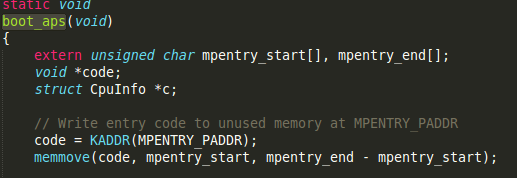 static void
boot_aps(void)
{
    extern unsigned char mpentry_start[], mpentry_end[];
    void *code;
    struct CpuInfo *c;

    // Write entry code to unused memory at MPENTRY_PADDR
    code = KADDR(MPENTRY_PADDR);
    memmove(code, mpentry_start, mpentry_end - mpentry_start);